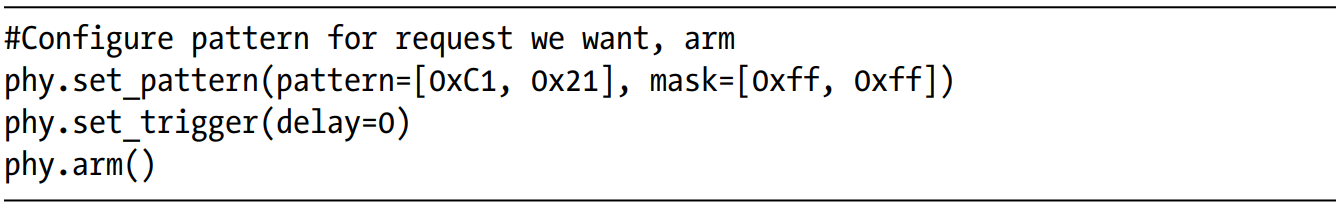 #Configure pattern for request we want, arm
phy.set_pattern(pattern=[0xC1, 0x21], mask=[0xff, 0xff])
phy.set_trigger(delay=0)
phy.arm()